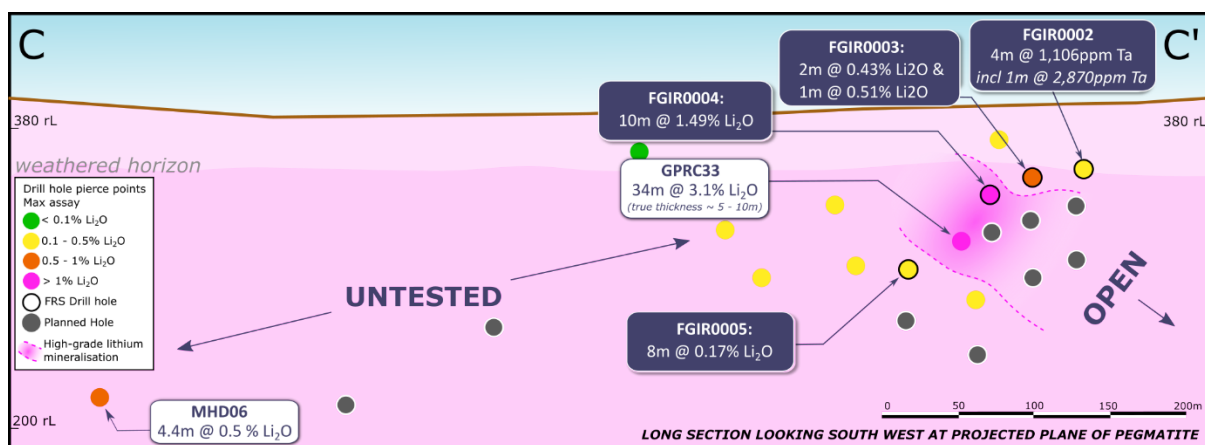 C
C'
FGIR0002
4m @ 1,106ppm Ta
incl 1m @ 2,870ppm Ta
FGIR0003:
2m @ 0.43% Li2O &
1m @ 0.51% Li2O
FGIR0004:
10m @ 1.49% Li₂O
380 rL
380 rL
weathered horizon
GPRC33
34m @ 3.1% Li₂O
(true thickness ~ 5 - 10m)
Drill hole pierce points
Max assay
< 0.1% Li₂O
0.1 - 0.5% Li₂O
0.5 - 1% Li₂O
> 1% Li₂O
FRS Drill hole
Planned Hole
High-grade lithium
mineralisation
UNTESTED
OPEN
FGIR0005:
8m @ 0.17% Li₂O
MHD06
4.4m @ 0.5 % Li₂O
200 rL
0 50 100 150 200m
LONG SECTION LOOKING SOUTH WEST AT PROJECTED PLANE OF PEGMATITE